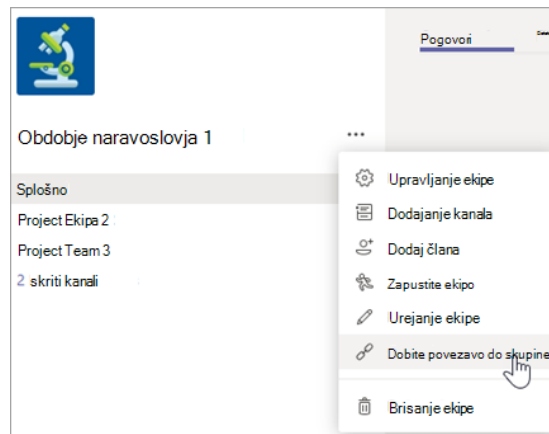 Pogovori
Obdobje naravoslovja 1
...
Splošno
Project Ekipa 2
Project Team 3
2 skriti kanali
Upravljanje ekipe
Dodajanje kanala
Dodaj člana
Zapustite ekipo
Urejanje ekipe
Dobite povezavo do skupine
Brisanje ekipe